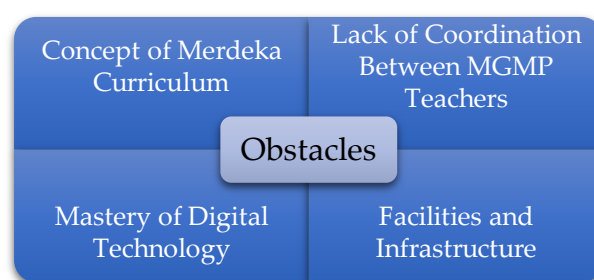 Concept of Merdeka
Curriculum
Lack of Coordination
Between MGMP
Teachers
Obstacles
Mastery of Digital
Technology
Facilities and
Infrastructure